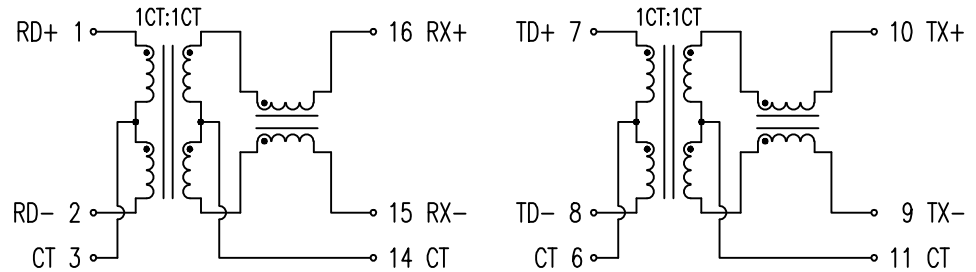 1CT:1CT 1CT:1CT
RD+ 1 16 RX+ TD+ 7 10 TX+
RD- 2 15 RX- TD- 8 9 TX-
CT 3 14 CT CT 6 11 CT